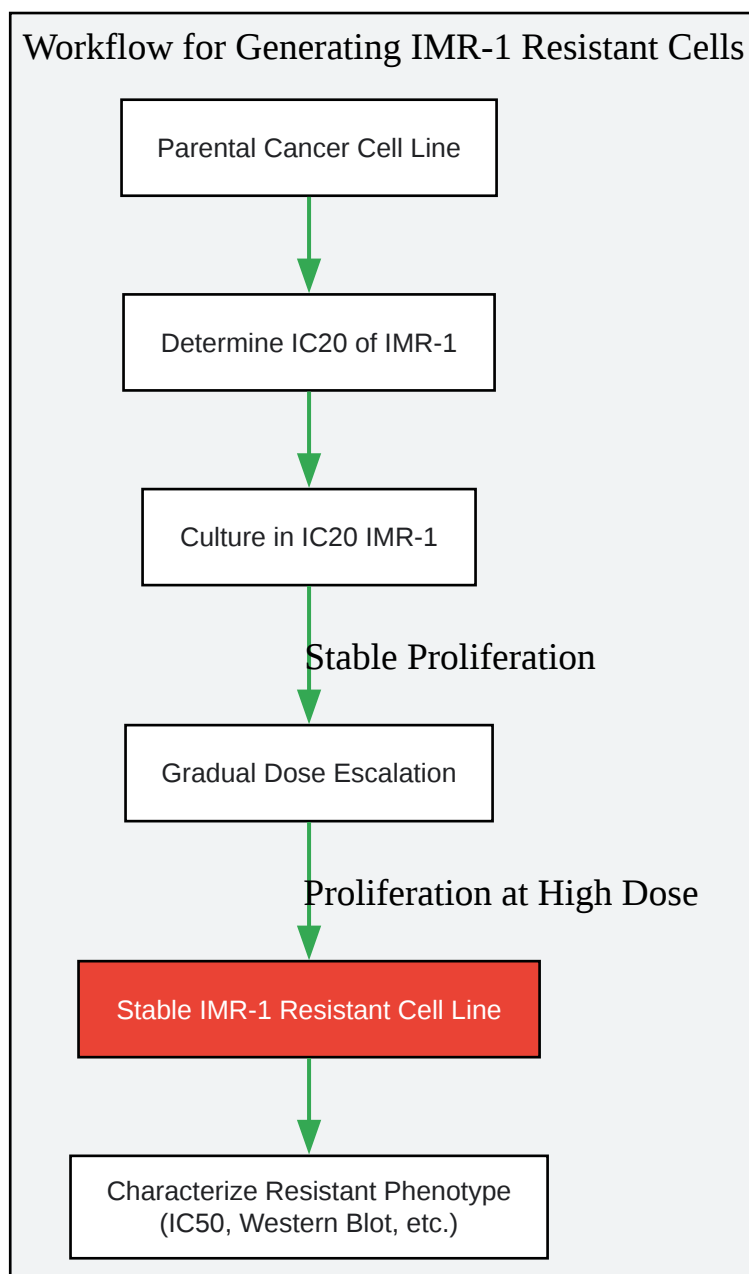 Workflow for Generating IMR-1 Resistant Cells
Parental Cancer Cell Line
Determine IC20 of IMR-1
Culture in IC20 IMR-1
Stable Proliferation
Gradual Dose Escalation
Proliferation at High Dose
Stable IMR-1 Resistant Cell Line
Characterize Resistant Phenotype
(IC50, Western Blot, etc.)